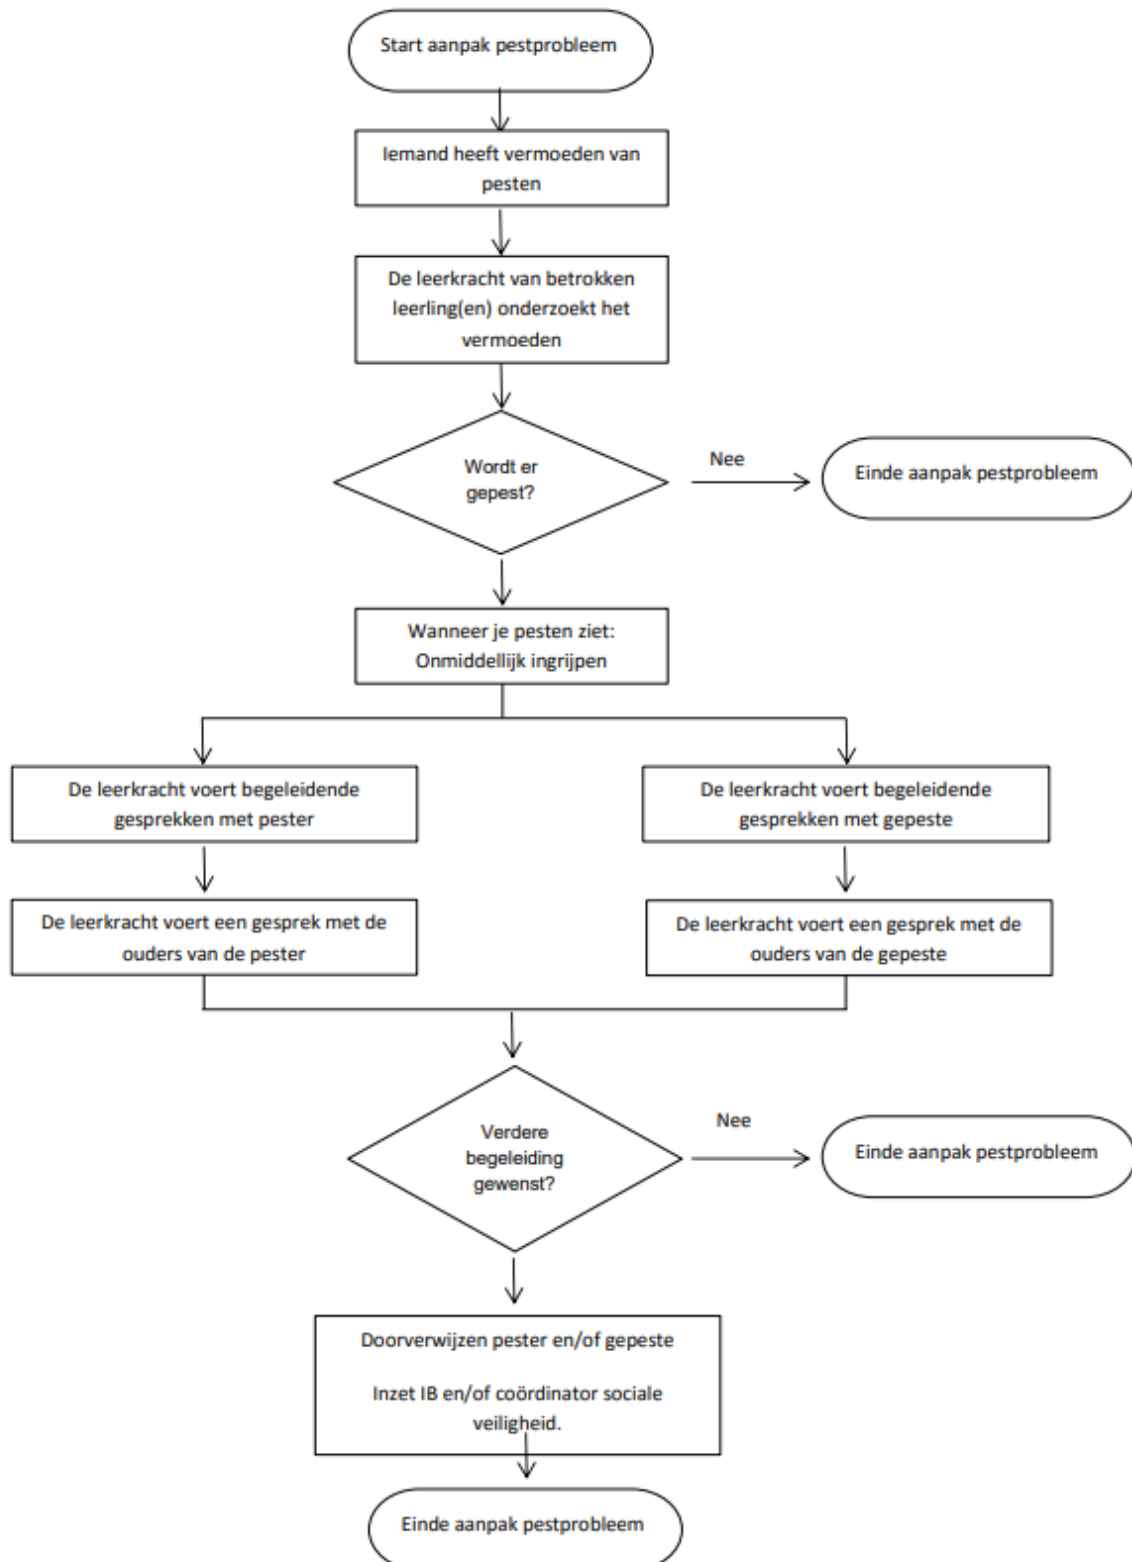 Start aanpak pestprobleem
Iemand heeft vermoeden van
pesten
De leerkracht van betrokken
leerling(en) onderzoekt het
vermoeden
Wordt er
gepest?
Nee
Einde aanpak pestprobleem
Wanneer je pesten ziet:
Onmiddellijk ingrijpen
De leerkracht voert begeleidende
gesprekken met pester
De leerkracht voert begeleidende
gesprekken met gepeste
De leerkracht voert een gesprek met de
ouders van de pester
De leerkracht voert een gesprek met de
ouders van de gepeste
Verdere
begeleiding
gewenst?
Nee
Einde aanpak pestprobleem
Doorverwijzen pester en/of gepeste
Inzet IB en/of coördinator sociale
veiligheid.
Einde aanpak pestprobleem